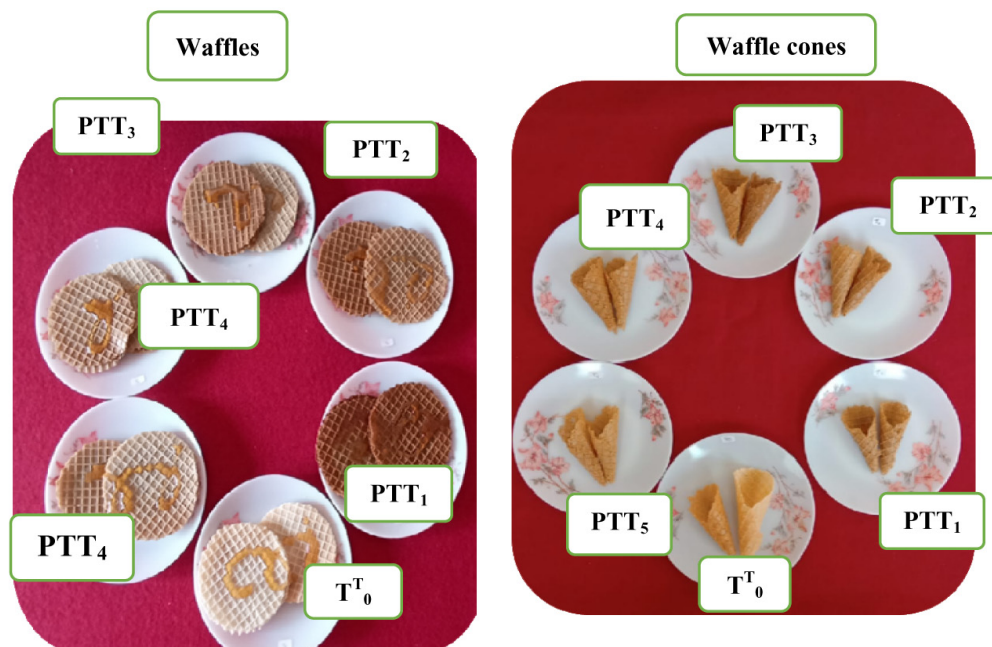 Waffles
PTT₃
PTT₂
PTT₄
PTT₁
PTT₄
Tᵀ₀
Waffle cones
PTT₃
PTT₄
PTT₂
PTT₅
PTT₁
Tᵀ₀